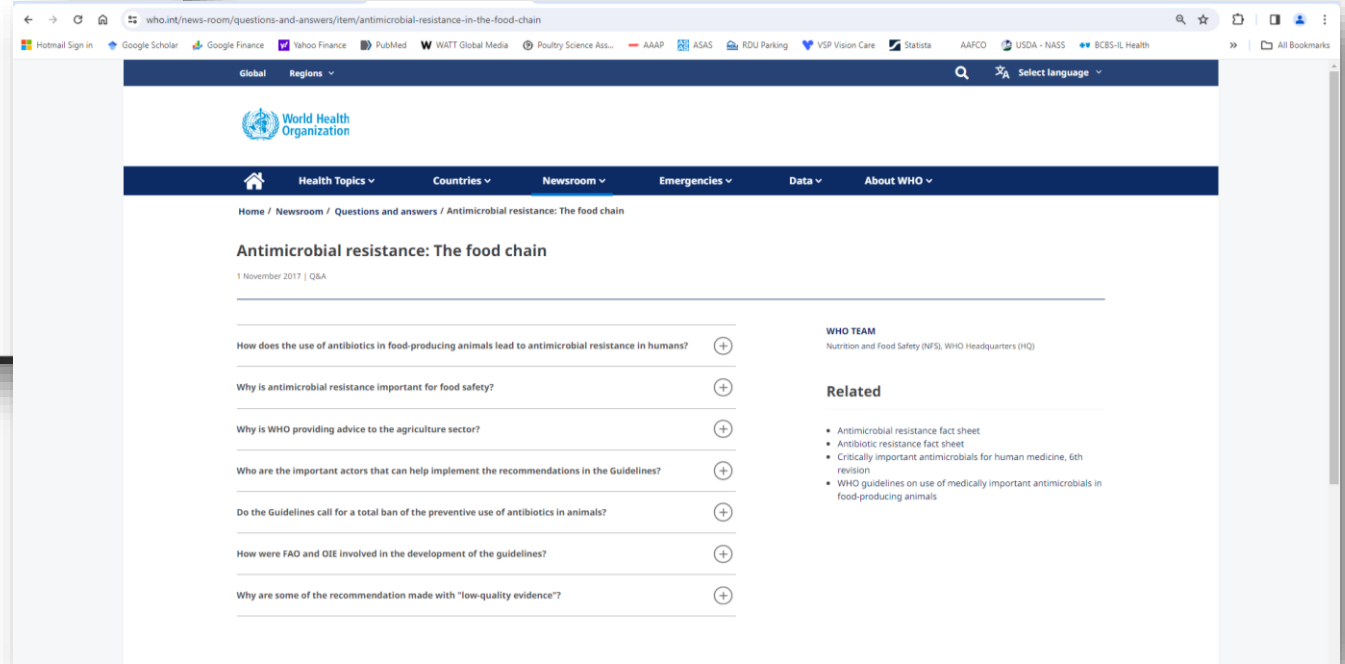 who.int/news-room/questions-and-answers/item/antimicrobial-resistance-in-the-food-chain
Hotmail Sign in Google Scholar Google Finance Yahoo Finance PubMed WATT Global Media Poultry Science Ass... AAAP ASAS RDU Parking VSP Vision Care Statista AAFCO USDA - NASS BCBS-IL Health » All Bookmarks
Global Regions Select language
World Health
Organization
Health Topics Countries Newsroom Emergencies Data About WHO
Home / Newsroom / Questions and answers / Antimicrobial resistance: The food chain
Antimicrobial resistance: The food chain
1 November 2017 | Q&A
How does the use of antibiotics in food-producing animals lead to antimicrobial resistance in humans?
Why is antimicrobial resistance important for food safety?
Why is WHO providing advice to the agriculture sector?
Who are the important actors that can help implement the recommendations in the Guidelines?
Do the Guidelines call for a total ban of the preventive use of antibiotics in animals?
How were FAO and OIE involved in the development of the guidelines?
Why are some of the recommendation made with "low-quality evidence"?
WHO TEAM
Nutrition and Food Safety (NFS), WHO Headquarters (HQ)
Related
• Antimicrobial resistance fact sheet
• Antibiotic resistance fact sheet
• Critically important antimicrobials for human medicine, 6th
revision
• WHO guidelines on use of medically important antimicrobials in
food-producing animals